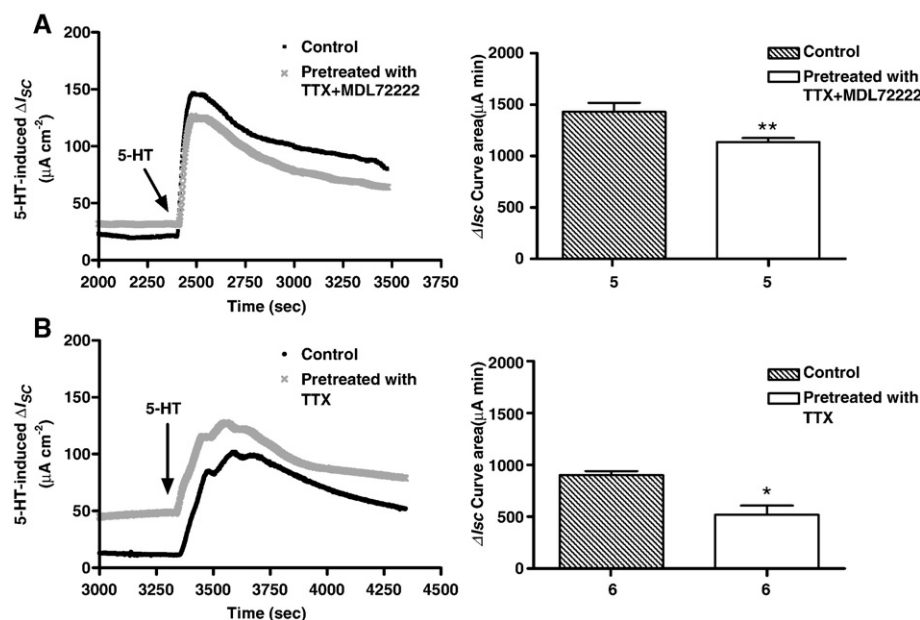 A
5-HT-induced ΔISC
(μA cm-2)
200
150
100
50
0
Control
Pretreated with
TTX+MDL72222
5-HT
2000 2250 2500 2750 3000 3250 3500 3750
Time (sec)
ΔIsc Curve area(μA min)
2000
1500
1000
500
0
Control
Pretreated with
TTX+MDL72222
**
5 5
B
5-HT-induced ΔISC
(μA cm-2)
200
150
100
50
0
Control
Pretreated with
TTX
5-HT
3000 3250 3500 3750 4000 4250 4500
Time (sec)
ΔIsc Curve area(μA min)
2000
1500
1000
500
0
Control
Pretreated with
TTX
*
6 6